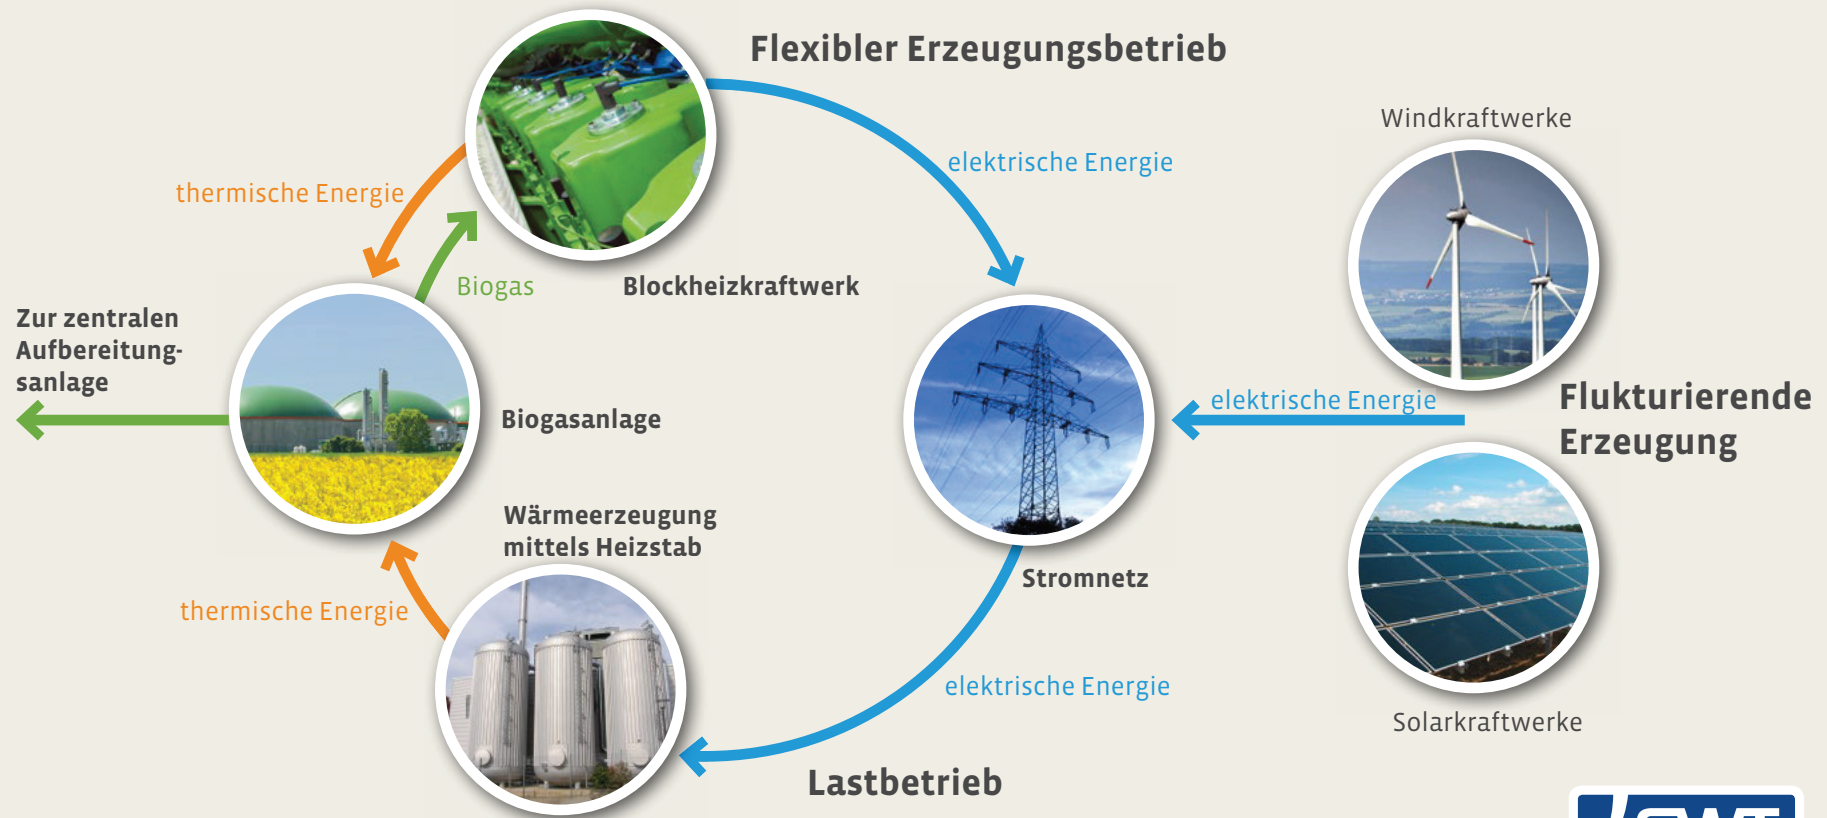 Flexibler Erzeugungsbetrieb
Windkraftwerke
elektrische Energie
thermische Energie
Biogas
Blockheizkraftwerk
Zur zentralen
Aufbereitung-
sanlage
elektrische Energie
Flukturierende
Erzeugung
Biogasanlage
Wärmeerzeugung
mittels Heizstab
Stromnetz
thermische Energie
elektrische Energie
Solarkraftwerke
Lastbetrieb